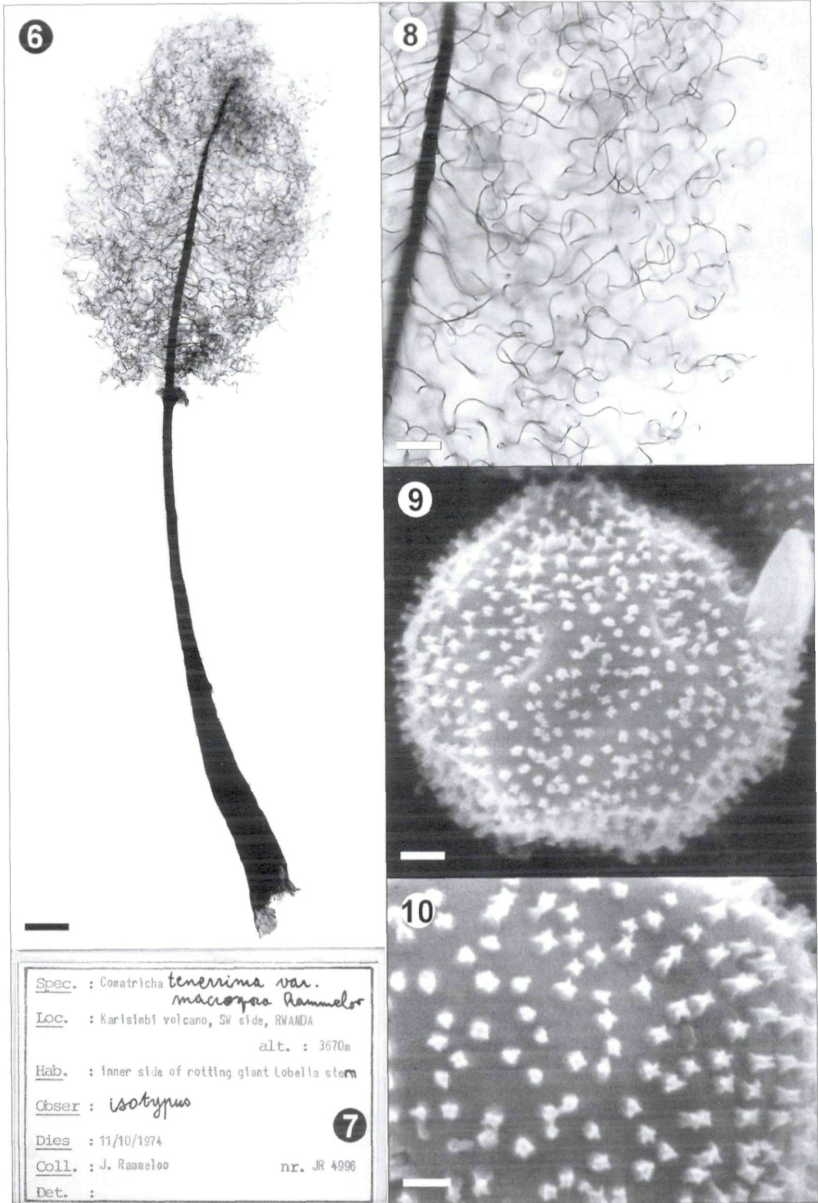 6
8
9
10
Spec. : Comatricha tenerrima var.
macrospora Rammeloo
Loc. : Karisimbi volcano, SW side, RWANDA
alt. : 3670m
Hab. : inner side of rotting giant Lobelia stem
Obser : isotypus
7
Dies : 11/10/1974
Coll. : J. Rammeloo nr. JR 4996
Det. :